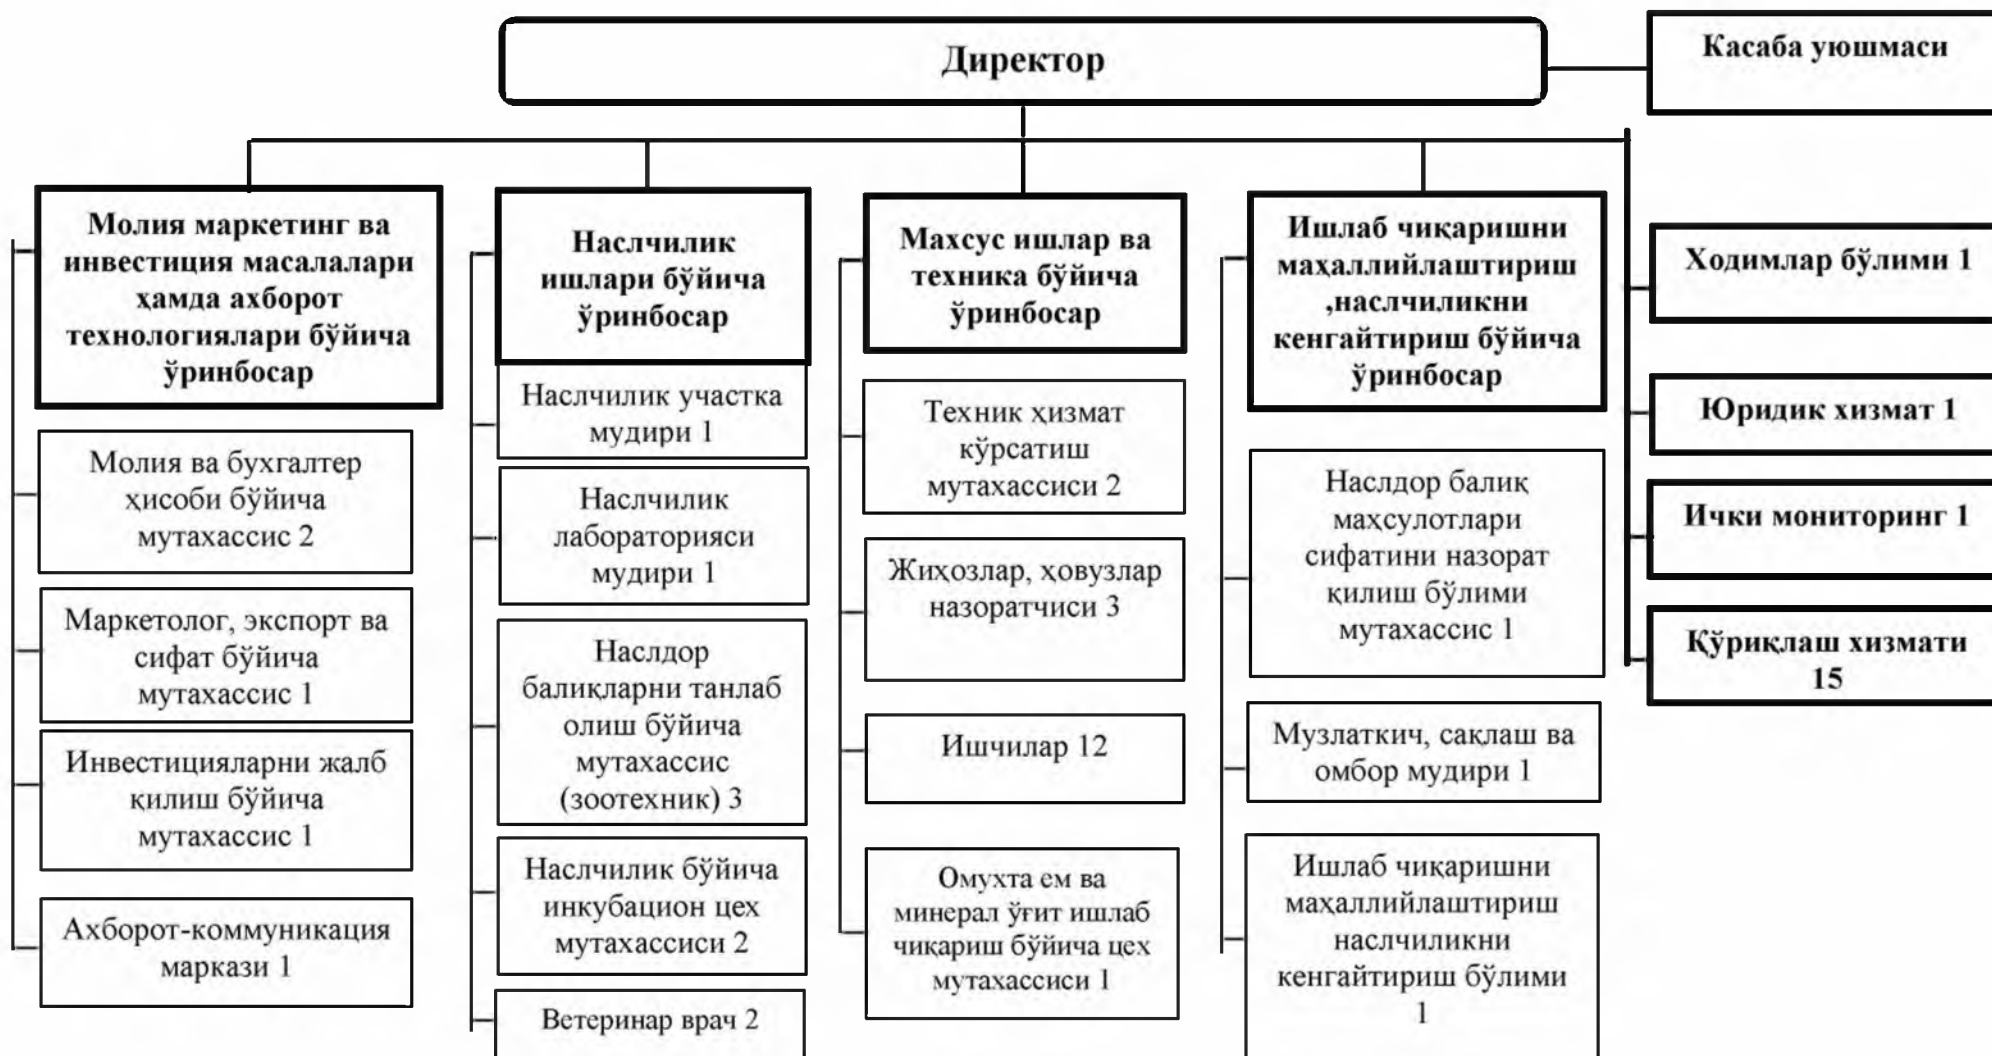 Директор
Касаба уюшмаси
Молия маркетинг ва
инвестиция масалалари
ҳамда ахборот
технологиялари бўйича
ўринбосар
Молия ва бухгалтер
ҳисоби бўйича
мутахассис 2
Маркетолог, экспорт ва
сифат бўйича
мутахассис 1
Инвестицияларни жалб
қилиш бўйича
мутахассис 1
Ахборот-коммуникация
маркази 1
Наслчилик
ишлари бўйича
ўринбосар
Наслчилик участка
мудири 1
Наслчилик
лабораторияси
мудири 1
Наслдор
балиқларни танлаб
олиш бўйича
мутахассис
(зоотехник) 3
Наслчилик бўйича
инкубацион цех
мутахассиси 2
Ветеринар врач 2
Махсус ишлар ва
техника бўйича
ўринбосар
Техник ҳизмат
кўрсатиш
мутахассиси 2
Жиҳозлар, ҳовузлар
назоратчиси 3
Ишчилар 12
Омухта ем ва
минерал ўғит ишлаб
чиқариш бўйича цех
мутахассиси 1
Ишлаб чиқаришни
маҳаллийлаштириш
,наслчиликни
кенгайтириш бўйича
ўринбосар
Наслдор балиқ
маҳсулотлари
сифатини назорат
қилиш бўлими
мутахассис 1
Музлаткич, сақлаш ва
омбор мудири 1
Ишлаб чиқаришни
маҳаллийлаштириш
наслчиликни
кенгайтириш бўлими
1
Ходимлар бўлими 1
Юридик хизмат 1
Ички мониторинг 1
Қўриқлаш хизмати
15